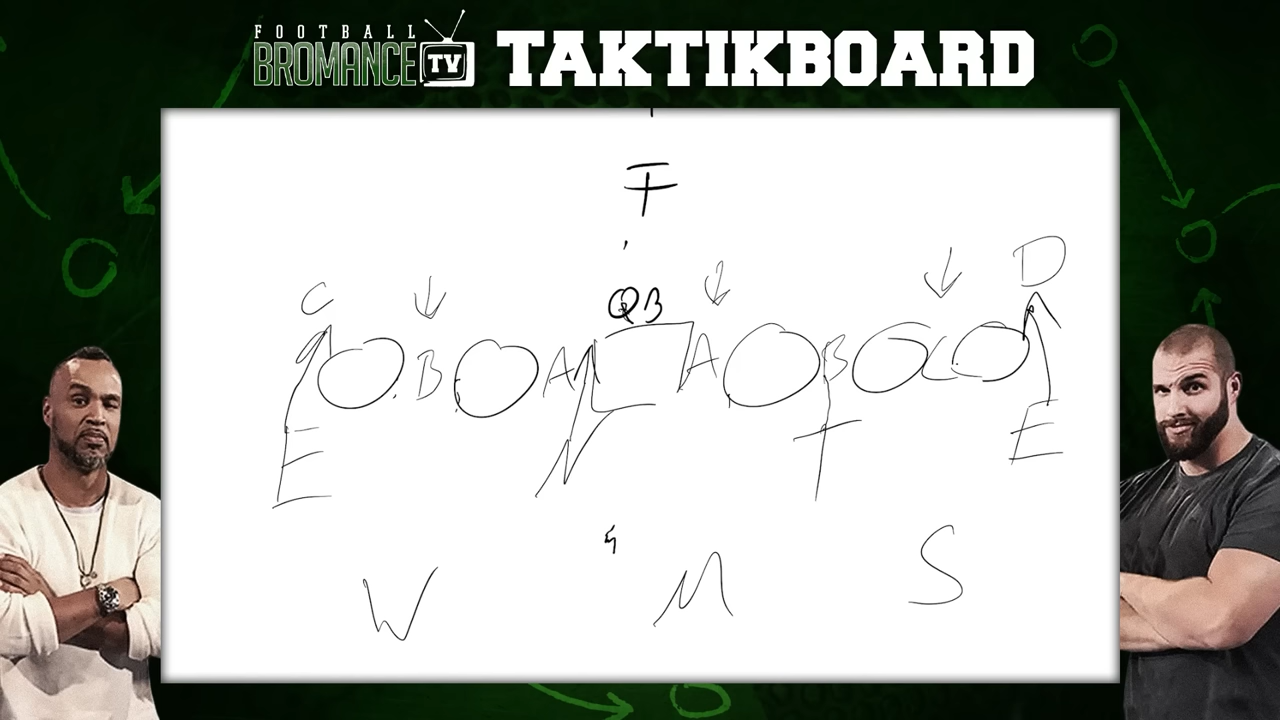 FOOTBALL
BROMANCE TV TAKTIKBOARD
F
QB
C D
B A A B C
E N T E
W M S